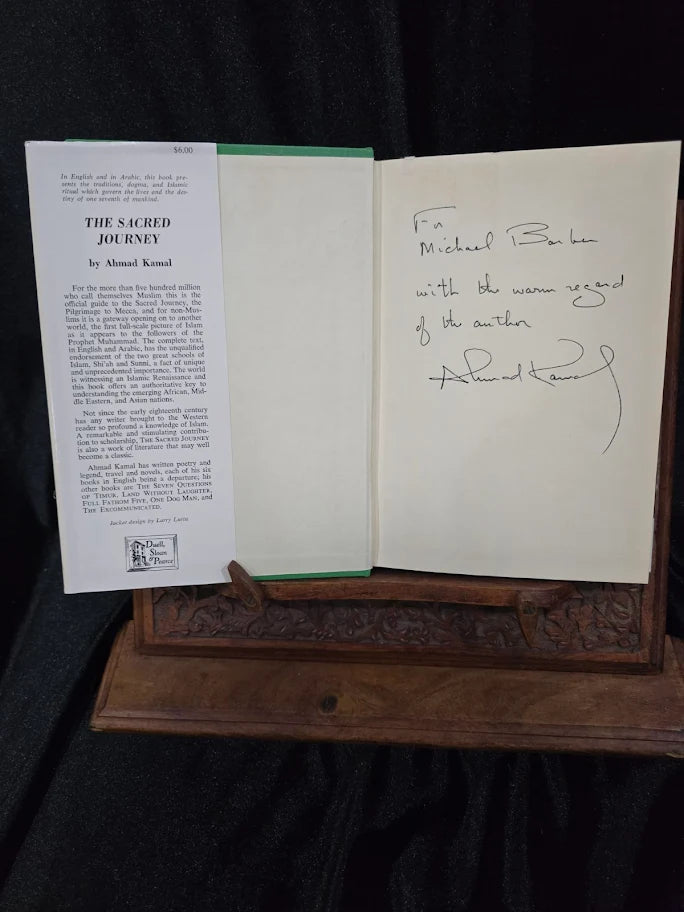 $6.00
In English and in Arabic, this book pre-
sents the traditions, dogma, and Islamic
ritual which govern the lives and the des-
tiny of one seventh of mankind.
THE SACRED
JOURNEY
by Ahmad Kamal
For the more than five hundred million
who call themselves Muslim this is the
official guide to the Sacred Journey, the
Pilgrimage to Mecca, and for non-Mus-
lims it is a gateway opening on to another
world, the first full-scale picture of Islam
as it appears to the followers of the
Prophet Muhammad. The complete text,
in English and Arabic, has the unqualified
endorsement of the two great schools of
Islam, Shi'ah and Sunni, a fact of unique
and unprecedented importance. The world
is witnessing an Islamic Renaissance and
this book offers an authoritative key to
understanding the emerging African, Mid-
dle Eastern, and Asian nations.
Not since the early eighteenth century
has any writer brought to the Western
reader so profound a knowledge of Islam.
A remarkable and stimulating contribu-
tion to scholarship, THE SACRED JOURNEY
is also a work of literature that may well
become a classic.
Ahmad Kamal has written poetry and
legend, travel and novels, each of his six
books in English being a departure; his
other books are THE SEVEN QUESTIONS
OF TIMUR, LAND WITHOUT LAUGHTER,
FULL FATHOM FIVE, ONE DOG MAN, and
THE EXCOMMUNICATED.
Jacket design by Larry Lurin
Duell,
Sloan
& Pearce
For
Michael Barber
with the warm regard
of the author
Ahmad Kamal